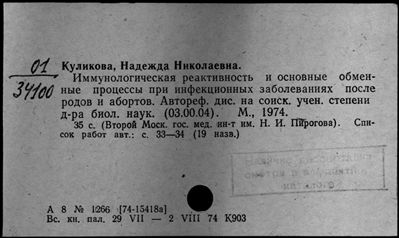 01
34100
Куликова, Надежда Николаевна.
Иммунологическая реактивность и основные обмен-
ные процессы при инфекционных заболеваниях после
родов и абортов. Автореф. дис. на соиск. учен. степени
д-ра биол. наук. (03.00.04). М., 1974.
35 с. (Второй Моск. гос. мед. ин-т им. Н. И. Пирогова). Спи-
сок работ авт.: с. 33—34 (19 назв.)
А 8 № 1266 [74-15418а]
Вс. кн. пал. 29 VII — 2 VIII 74 К903